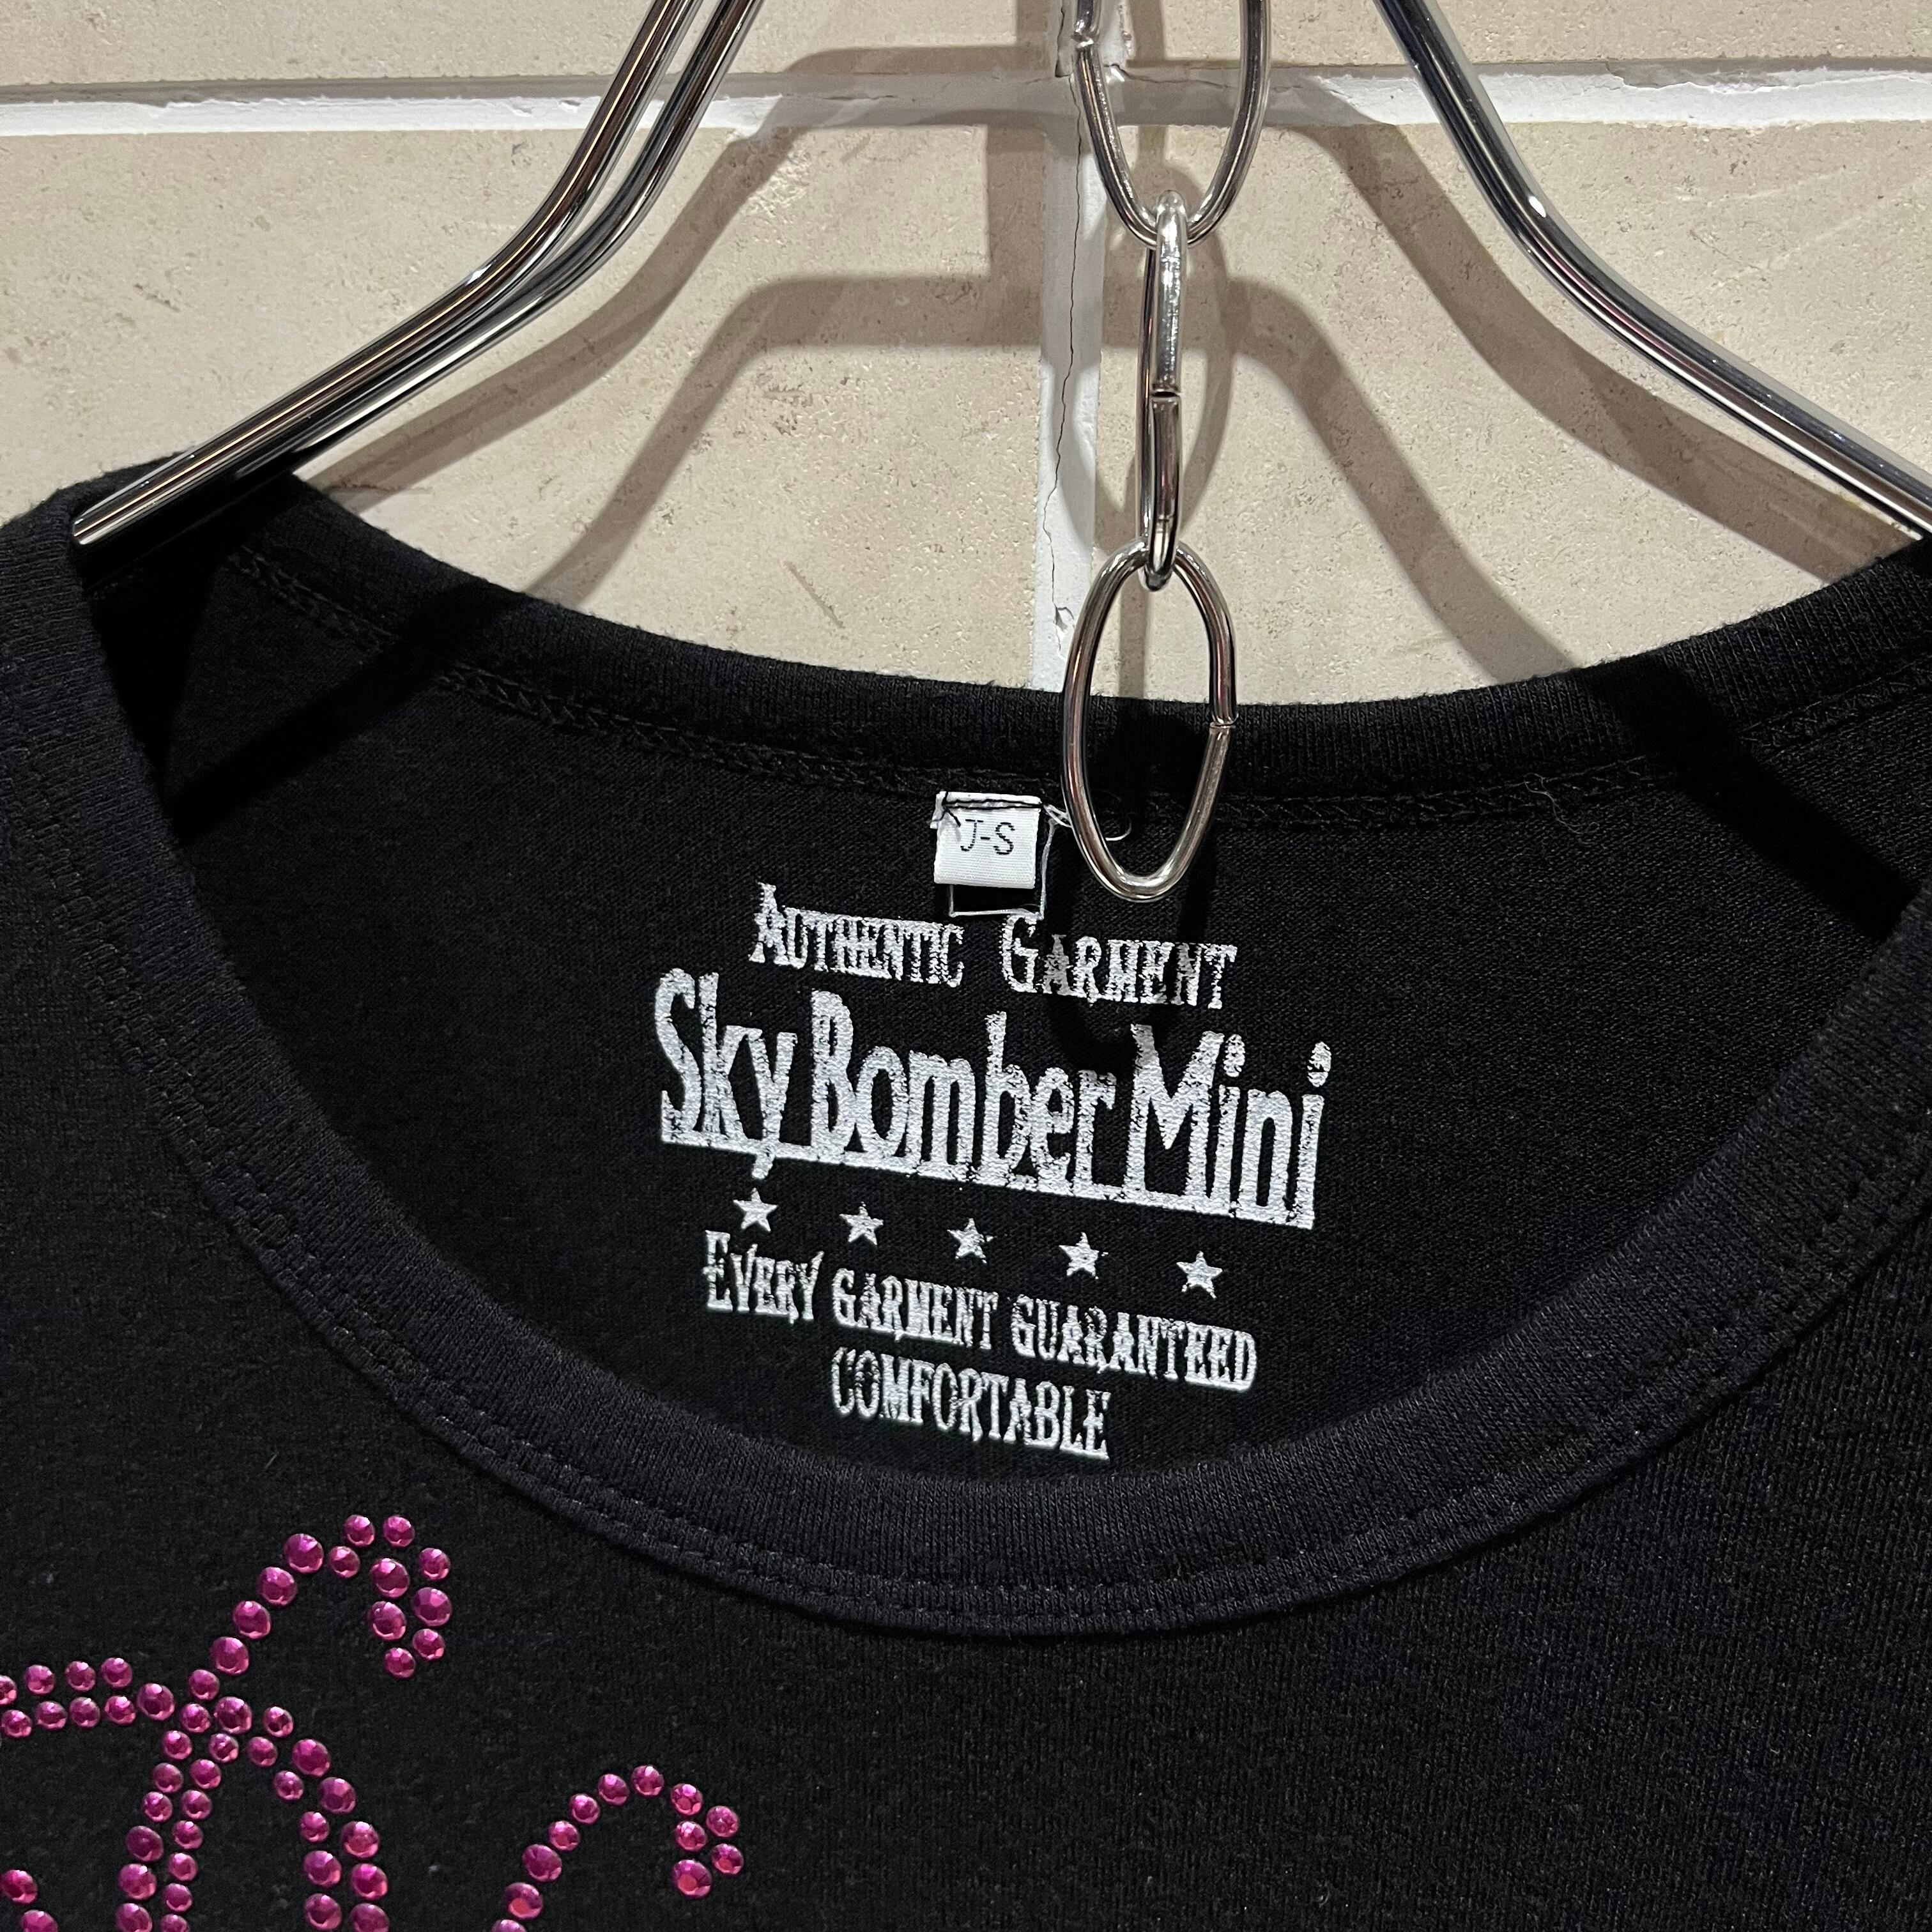 J-S
AUTHENTIC GARMENT
Sky Bomber Mini
★ ★ ★ ★ ★
EVERY GARMENT GUARANTEED
COMFORTABLE